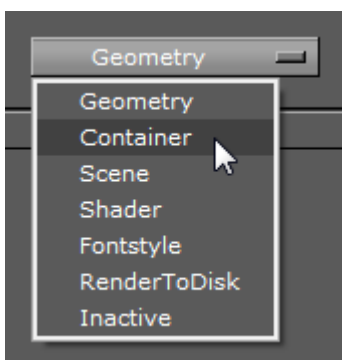 Geometry
Geometry
Container
Scene
Shader
Fontstyle
RenderToDisk
Inactive